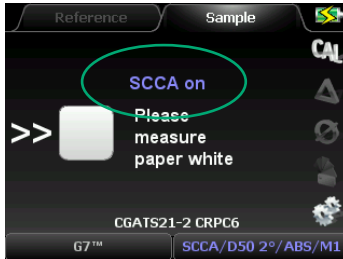 Reference
Sample
CAL
SCCA on
>>
Please
measure
paper white
CGATS21-2 CRPC6
G7™
SCCA/D50 2°/ABS/M1